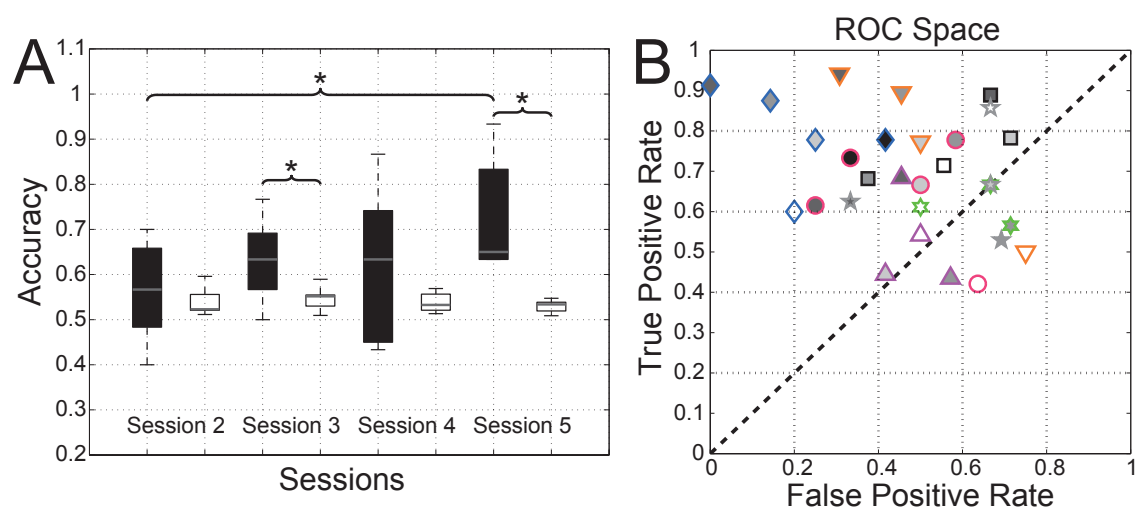 A
Accuracy
1.1
1
0.9
0.8
0.7
0.6
0.5
0.4
0.3
0.2
*
*
*
Session 2 Session 3 Session 4 Session 5
Sessions
B
ROC Space
True Positive Rate
1
0.9
0.8
0.7
0.6
0.5
0.4
0.3
0.2
0.1
0
0 0.2 0.4 0.6 0.8 1
False Positive Rate